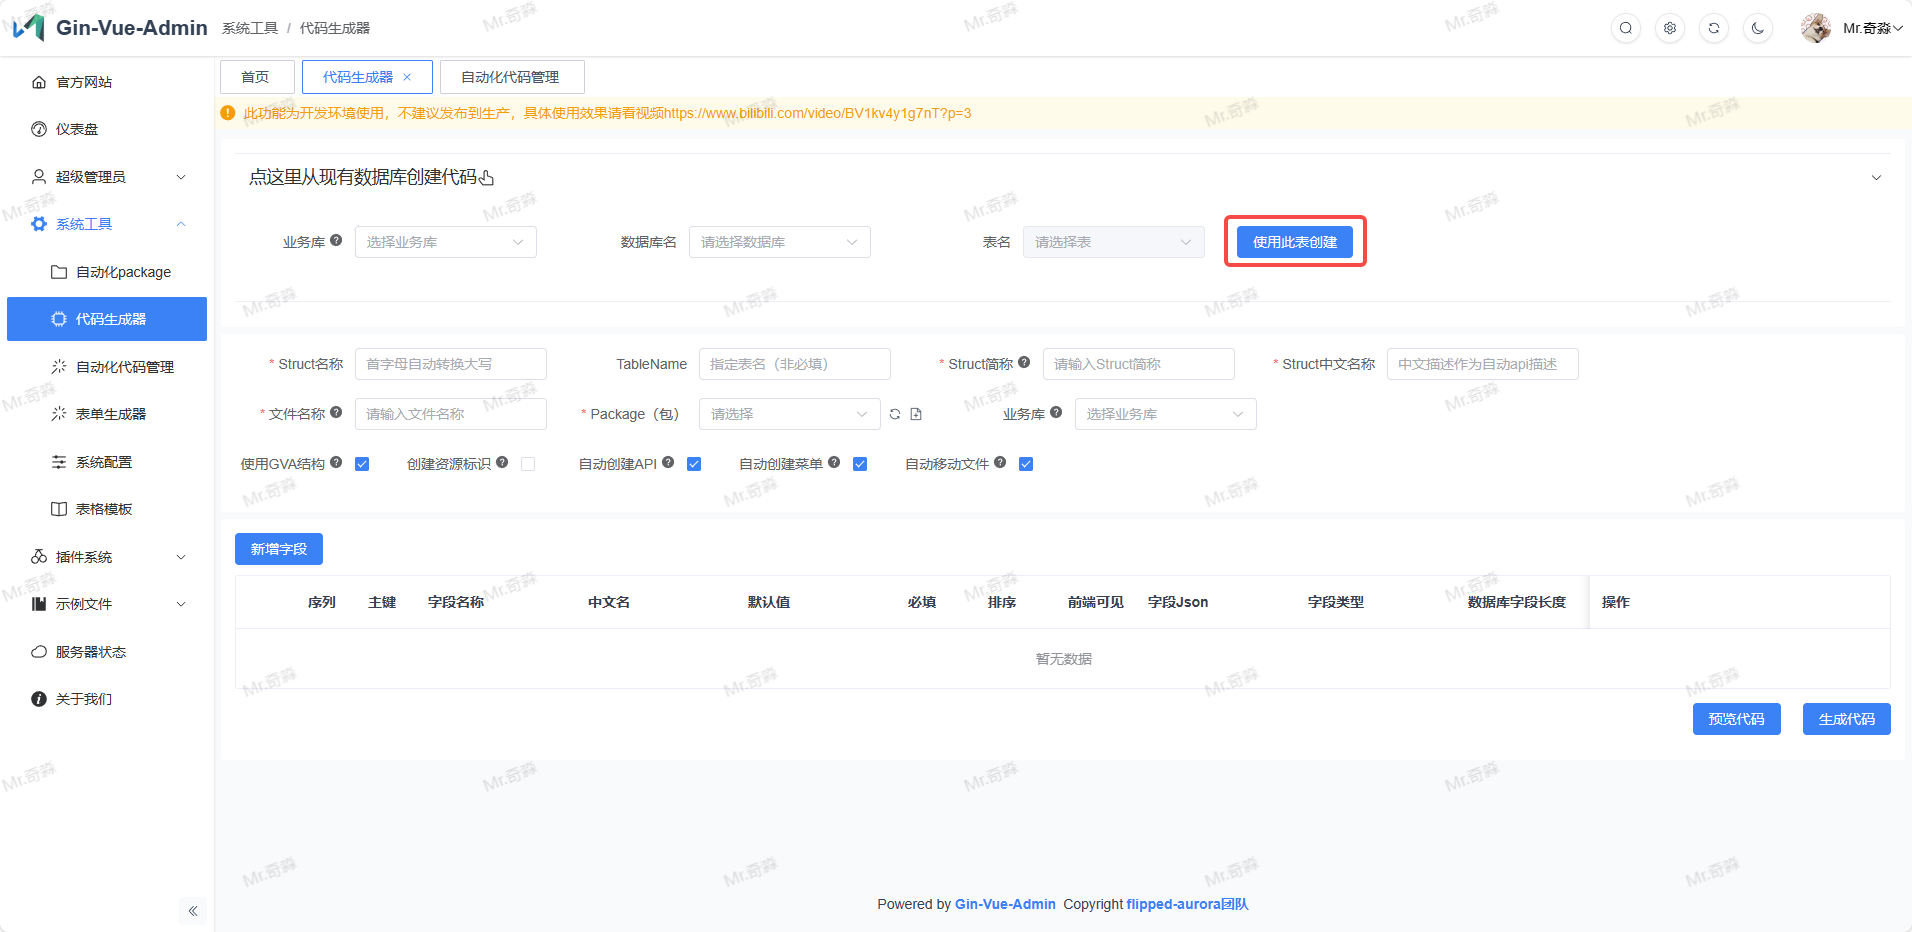 Gin-Vue-Admin
系统工具 / 代码生成器
Mr.奇淼
官方网站
仪表盘
超级管理员
系统工具
自动化package
代码生成器
自动化代码管理
表单生成器
系统配置
表格模板
插件系统
示例文件
服务器状态
关于我们
首页 代码生成器 × 自动化代码管理
此功能为开发环境使用，不建议发布到生产，具体使用效果请看视频https://www.bilibili.com/video/BV1kv4y1g7nT?p=3
点这里从现有数据库创建代码
业务库 选择业务库 数据库名 请选择数据库 表名 请选择表 使用此表创建
* Struct名称 首字母自动转换大写 TableName 指定表名（非必填） * Struct简称 请输入Struct简称 * Struct中文名称 中文描述作为自动api描述
* 文件名称 请输入文件名称 * Package（包） 请选择 业务库 选择业务库
使用GVA结构 创建资源标识 自动创建API 自动创建菜单 自动移动文件
新增字段
序列 主键 字段名称 中文名 默认值 必填 排序 前端可见 字段Json 字段类型 数据库字段长度 操作
暂无数据
预览代码 生成代码
Powered by Gin-Vue-Admin Copyright flipped-aurora团队